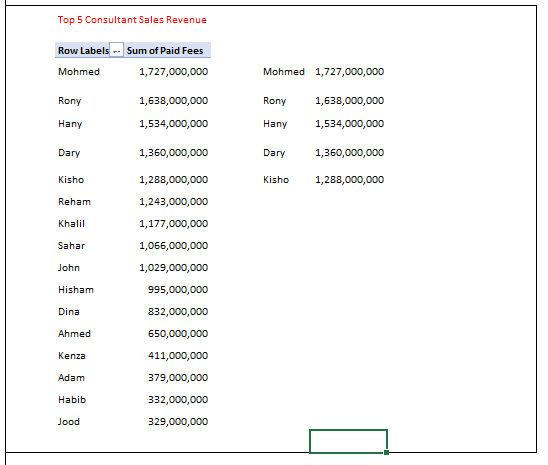 Top 5 Consultant Sales Revenue
Row Labels Sum of Paid Fees
Mohmed 1,727,000,000 Mohmed 1,727,000,000
Rony 1,638,000,000 Rony 1,638,000,000
Hany 1,534,000,000 Hany 1,534,000,000
Dary 1,360,000,000 Dary 1,360,000,000
Kisho 1,288,000,000 Kisho 1,288,000,000
Reham 1,243,000,000
Khalil 1,177,000,000
Sahar 1,066,000,000
John 1,029,000,000
Hisham 995,000,000
Dina 832,000,000
Ahmed 650,000,000
Kenza 411,000,000
Adam 379,000,000
Habib 332,000,000
Jood 329,000,000